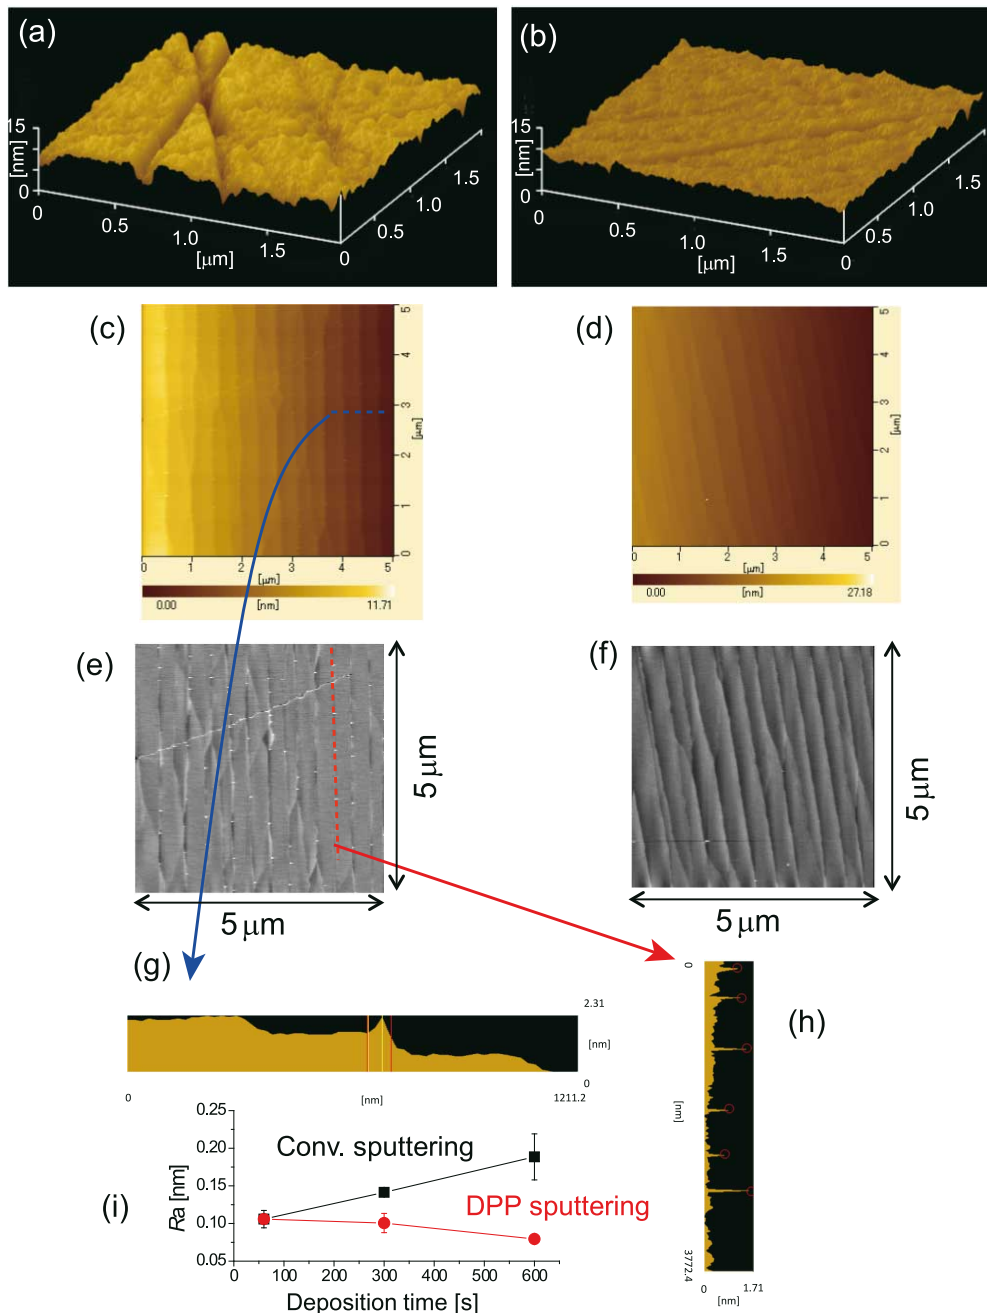 (a)
15
[nm]
0
0
0.5
1.0
1.5
[μm]
0
0.5
1.0
1.5
(b)
15
[nm]
0
0
0.5
1.0
1.5
[μm]
0
0.5
1.0
1.5
(c)
5
4
3
2
1
0
[μm]
0
1
2
3
4
5
[μm]
0.00
[nm]
11.71
(d)
5
4
3
2
1
0
[μm]
0
1
2
3
4
5
[μm]
0.00
[nm]
27.18
(e)
5 μm
5 μm
(f)
5 μm
5 μm
(g)
2.31
[nm]
0
0
[nm]
1211.2
(h)
0
[nm]
3772.4
0
1.71
[nm]
(i)
0.25
0.20
0.15
0.10
0.05
Ra [nm]
Conv. sputtering
DPP sputtering
0 100 200 300 400 500 600
Deposition time [s]